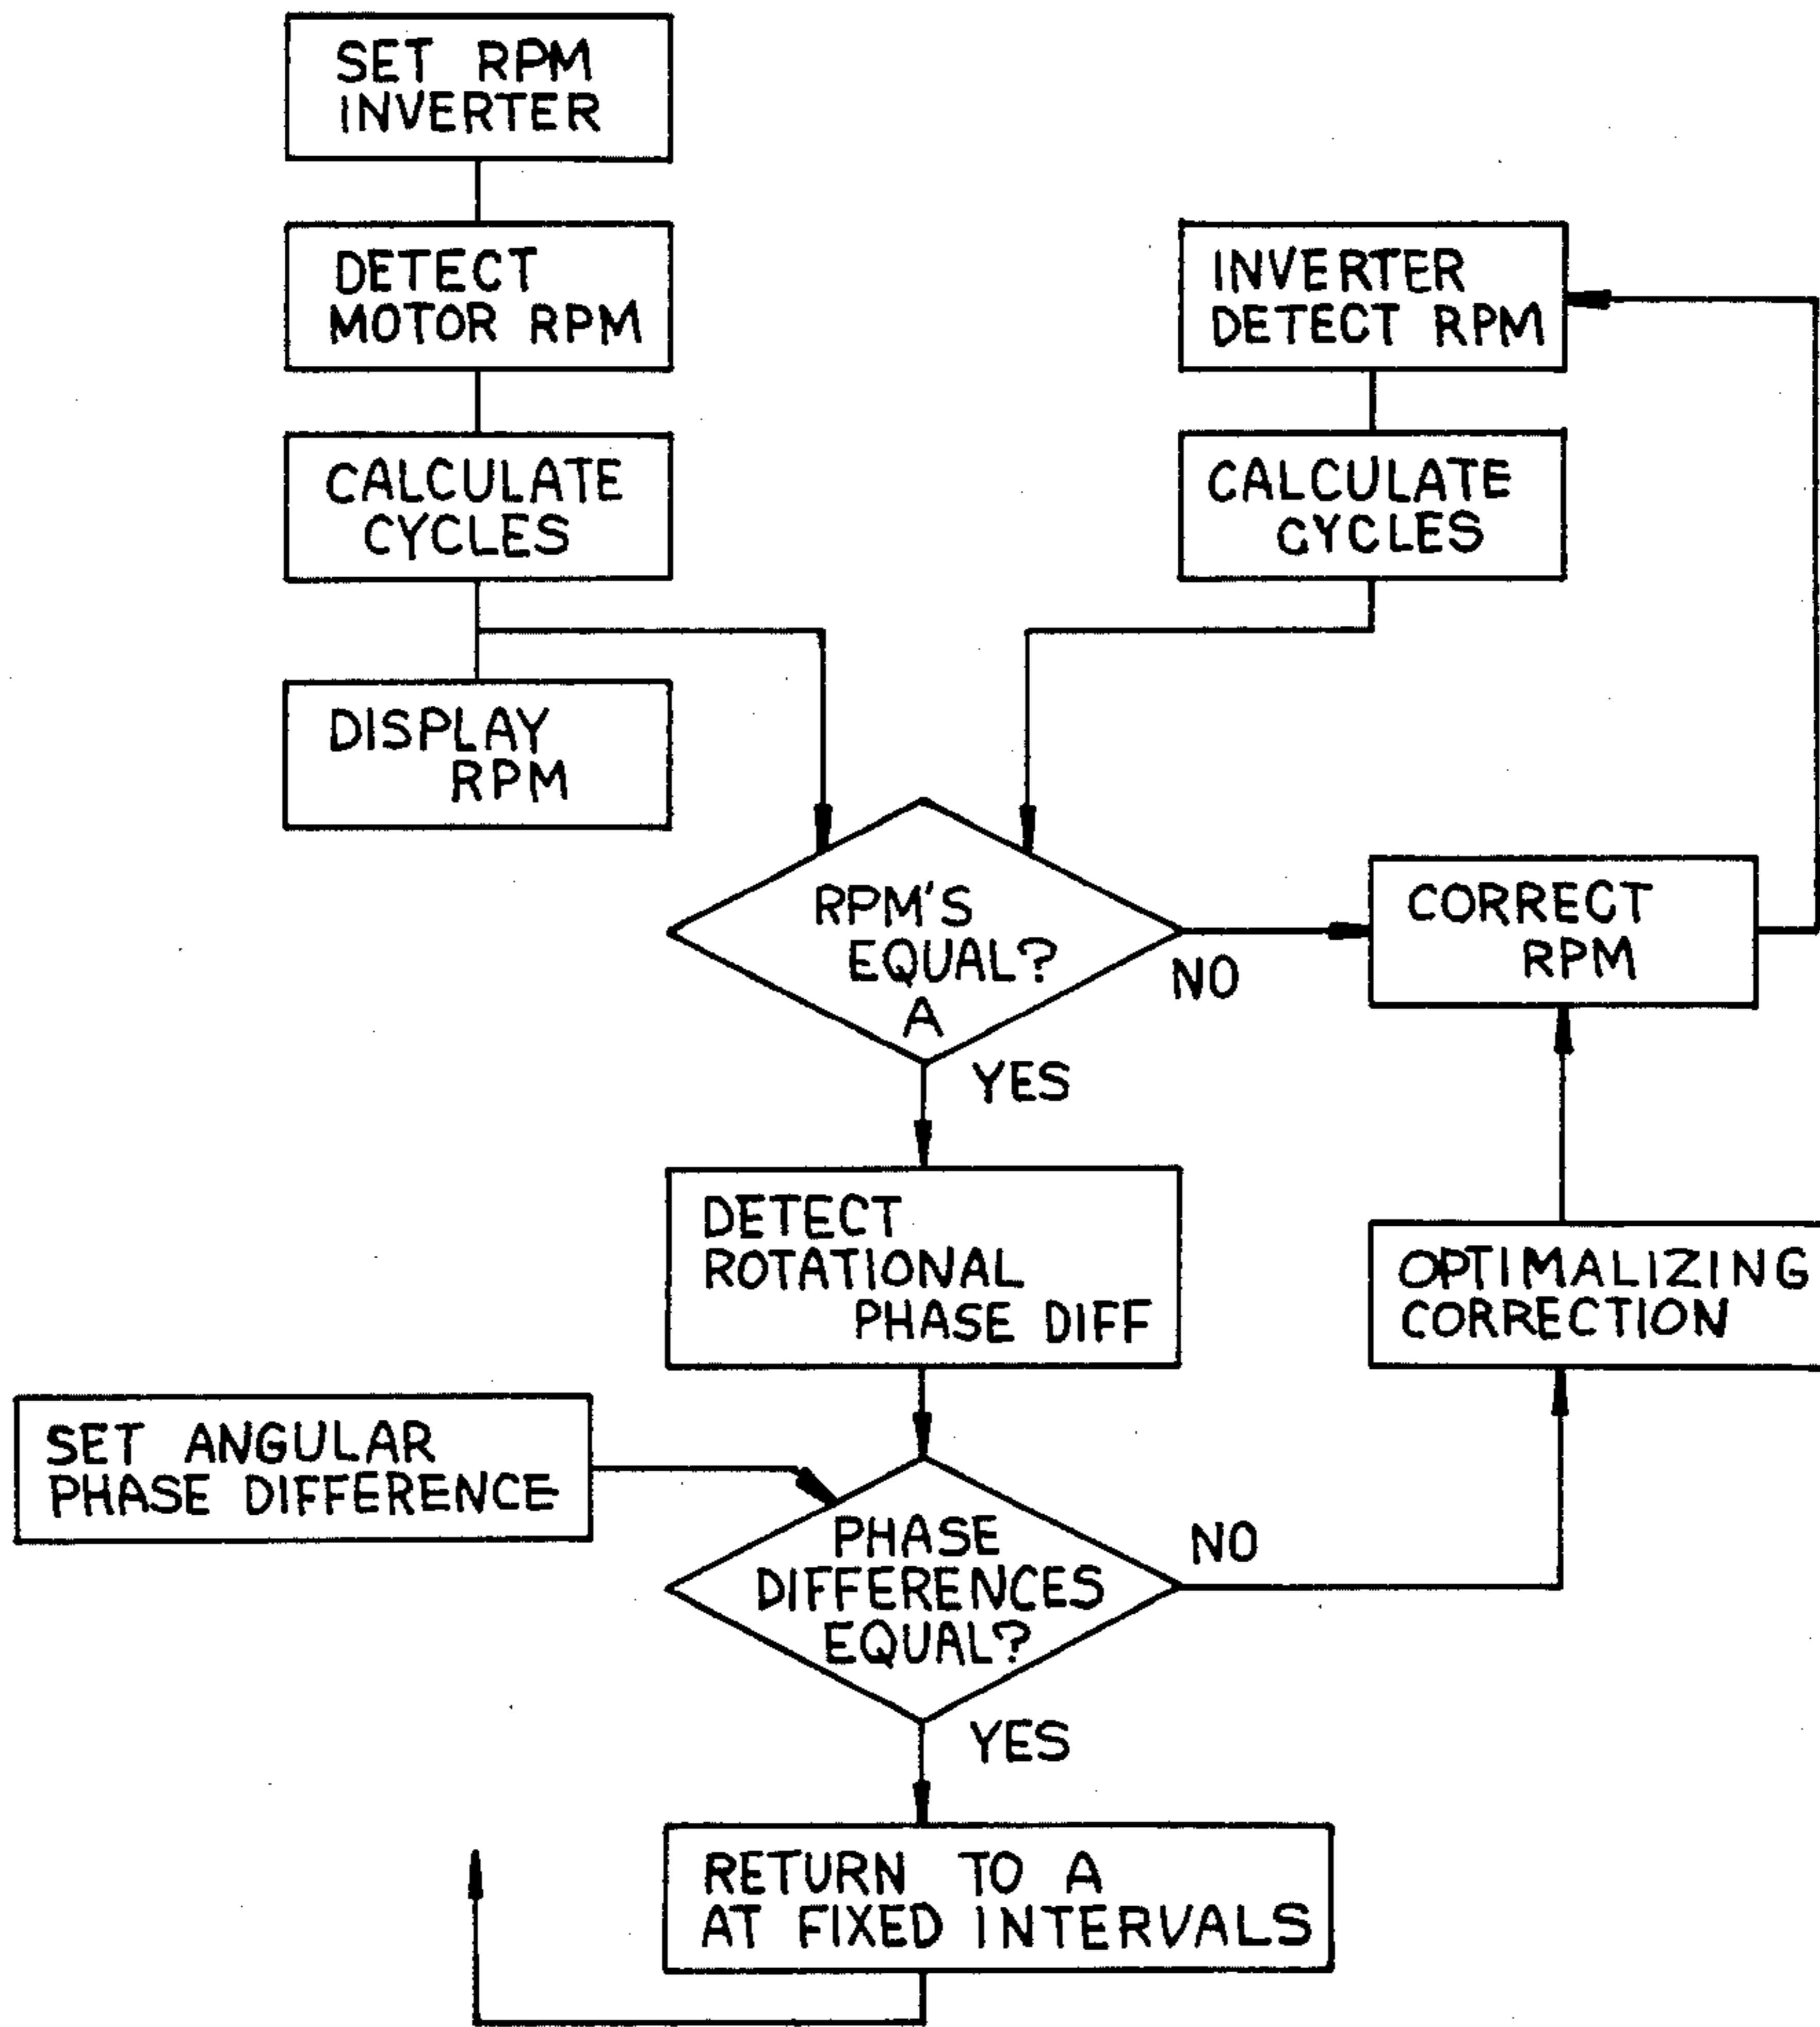 SET RPM
INVERTER
DETECT
MOTOR RPM
INVERTER
DETECT RPM
CALCULATE
CYCLES
CALCULATE
CYCLES
DISPLAY
RPM
RPM'S
EQUAL?
A
NO
CORRECT
RPM
YES
DETECT
ROTATIONAL
PHASE DIFF
OPTIMALIZING
CORRECTION
SET ANGULAR
PHASE DIFFERENCE
PHASE
DIFFERENCES
EQUAL?
NO
YES
RETURN TO A
AT FIXED INTERVALS